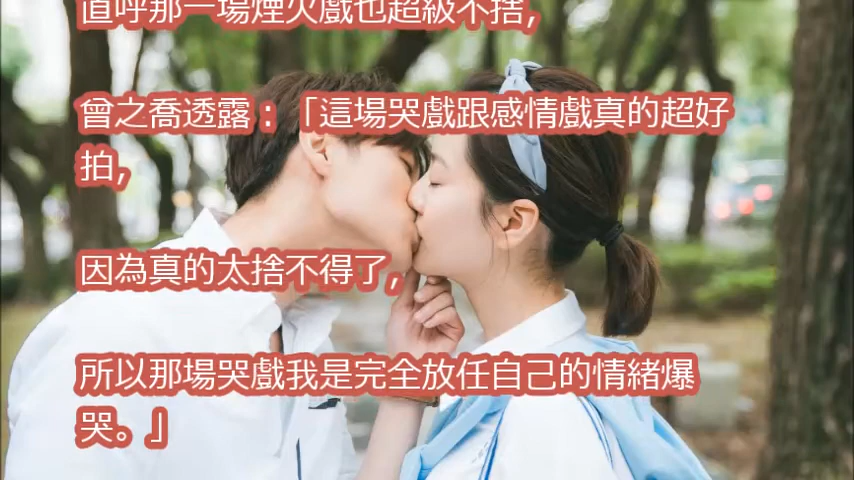 直呼那一場煙火戲也超級不捨，
曾之喬透露：「這場哭戲跟感情戲真的超好
拍，
因為真的太捨不得了，
所以那場哭戲我是完全放任自己的情緒爆
哭。」